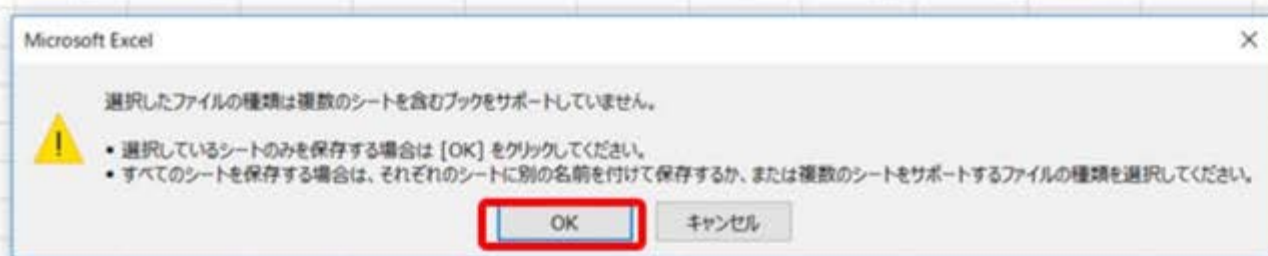 Microsoft Excel
選択したファイルの種類は複数のシートを含むブックをサポートしていません。
• 選択しているシートのみを保存する場合は [OK] をクリックしてください。
• すべてのシートを保存する場合は、それぞれのシートに別の名前を付けて保存するか、または複数のシートをサポートするファイルの種類を選択してください。
OK
キャンセル